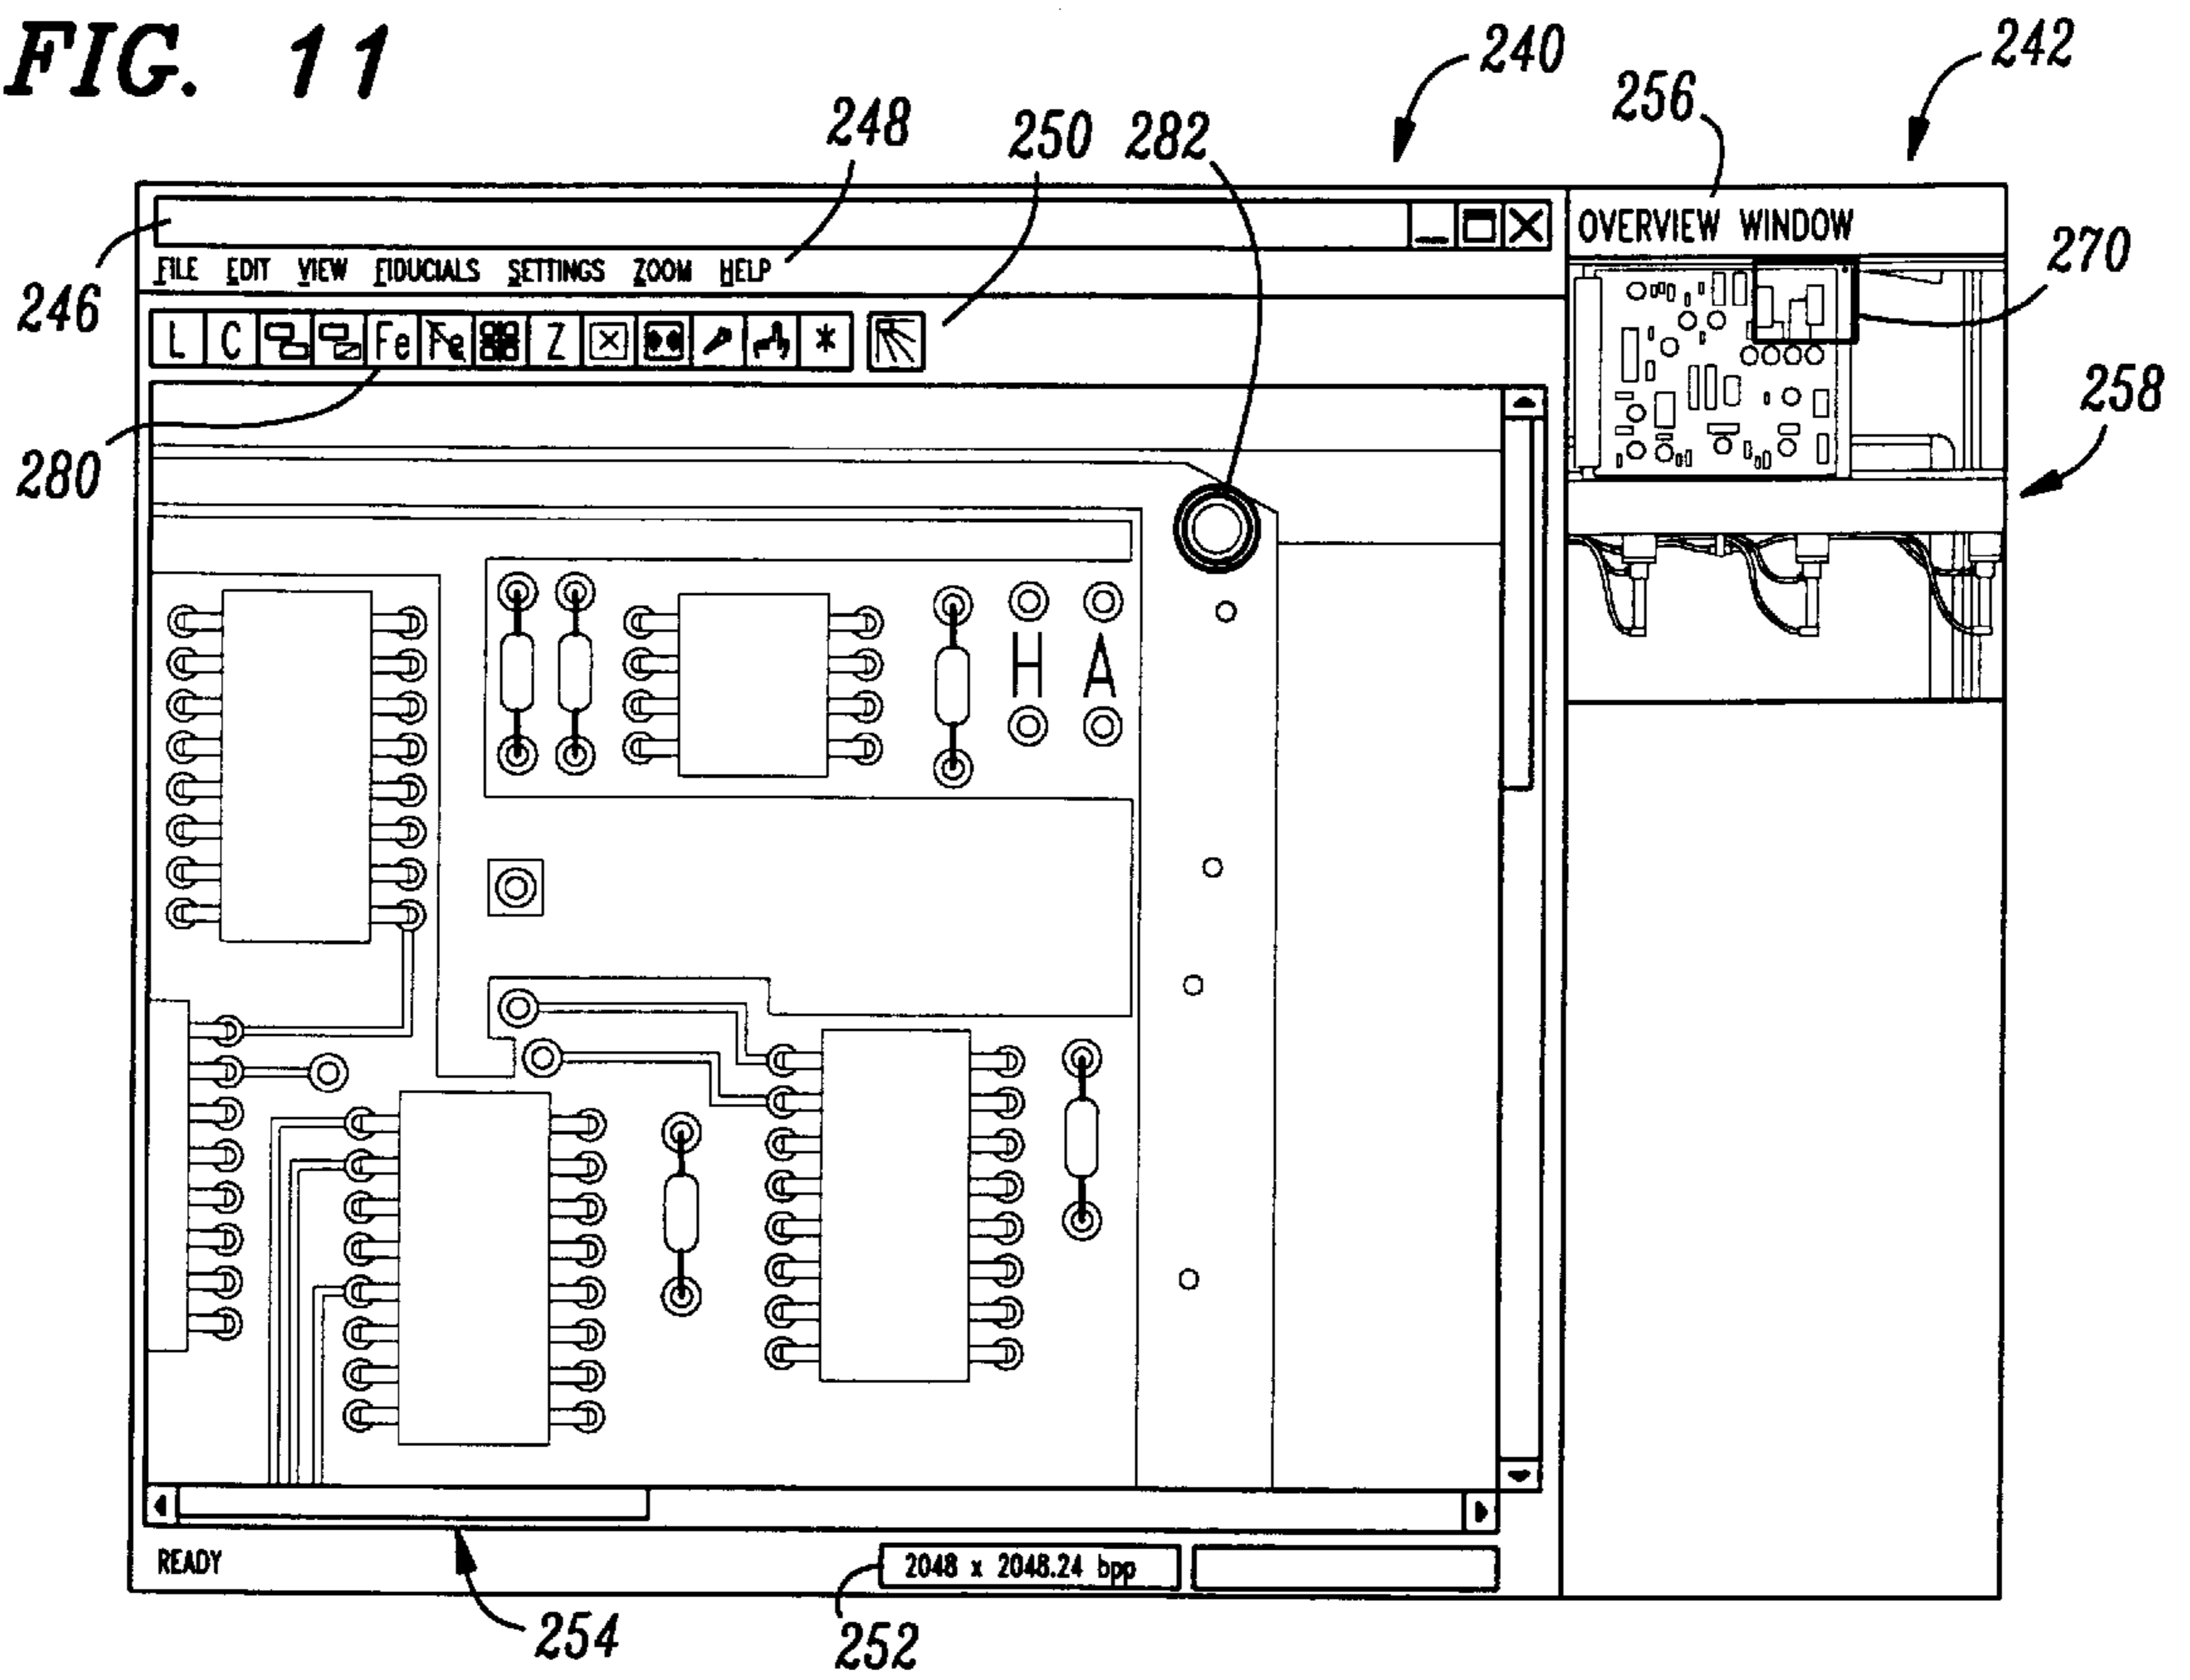 FIG. 11
240
242
256
248
250
282
OVERVIEW WINDOW
270
246
FILE EDIT VIEW FIDUCIALS SETTINGS ZOOM HELP
L C Fe Fe Z *
258
280
H A
READY
2048 x 2048.24 bpp
254
252